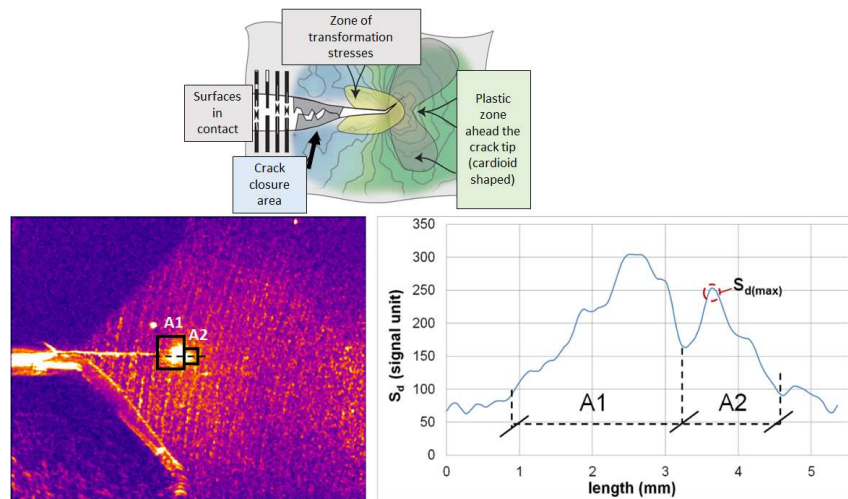 Zone of
transformation
stresses
Surfaces
in
contact
Crack
closure
area
Plastic
zone
ahead the
crack tip
(cardioid
shaped)
A1
A2
350
300
250
200
150
100
50
0
Sd (signal unit)
Sd(max)
A1
A2
0
1
2
3
4
5
length (mm)